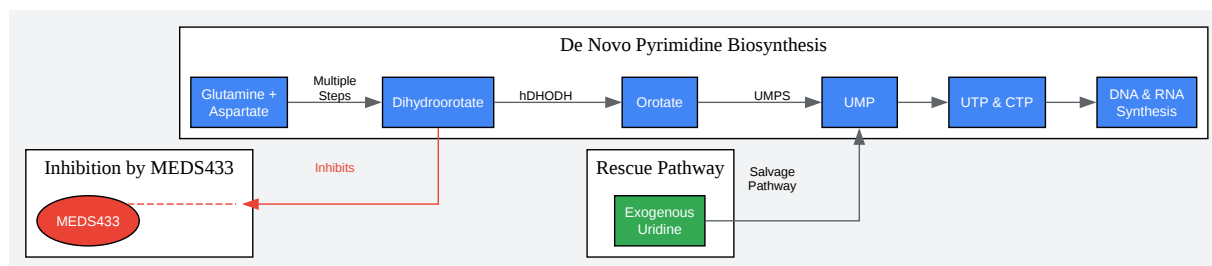 De Novo Pyrimidine Biosynthesis
Glutamine +
Aspartate
Multiple
Steps
Dihydroorotate
hDHODH
Orotate
UMPS
UMP
UTP & CTP
DNA & RNA
Synthesis
Inhibition by MEDS433
MEDS433
Inhibits
Rescue Pathway
Exogenous
Uridine
Salvage
Pathway